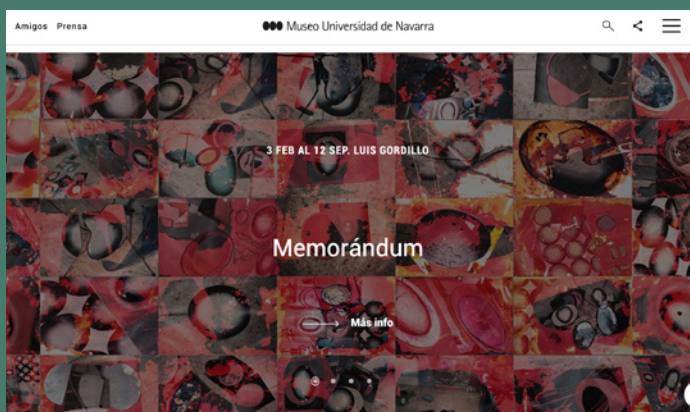 Amigos Prensa
Museo Universidad de Navarra
3 FEB AL 12 SEP. LUIS GORDILLO
Memorándum
Más info